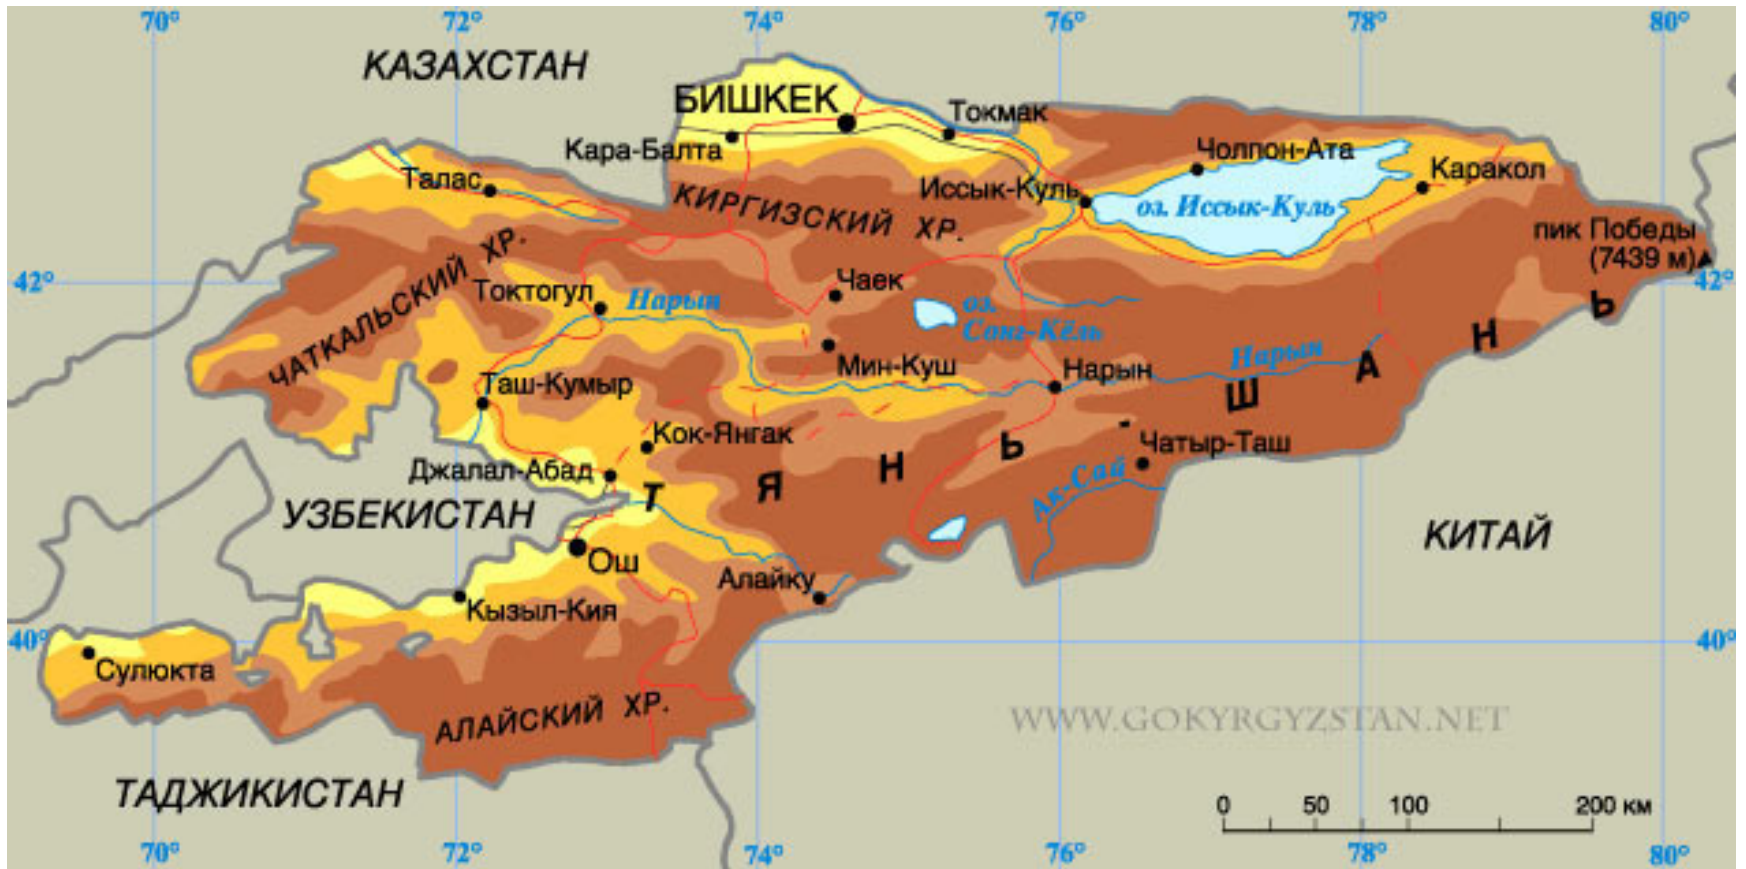 70° 72° 74° 76° 78° 80°
КАЗАХСТАН
БИШКЕК
Токмак
Кара-Балта
Чолпон-Ата
Каракол
Талас
Иссык-Куль
КИРГИЗСКИЙ ХР.
оз. Иссык-Куль
пик Победы
(7439 м)
ЧАТКАЛЬСКИЙ ХР.
42°
42°
Чаек
Токтогул
Нарын
оз.
Сонг-Кёль
Мин-Куш
Нарын
Нарын
Таш-Кумыр
Кок-Янгак
Чатыр-Таш
Джалал-Абад
ТЯНЬ-ШАНЬ
Ак-Сай
УЗБЕКИСТАН
КИТАЙ
Ош
Алайку
Кызыл-Кия
40°
40°
Сулюкта
АЛАЙСКИЙ ХР.
WWW.GOKYRGYZSTAN.NET
ТАДЖИКИСТАН
0 50 100 200 км
70° 72° 74° 76° 78° 80°